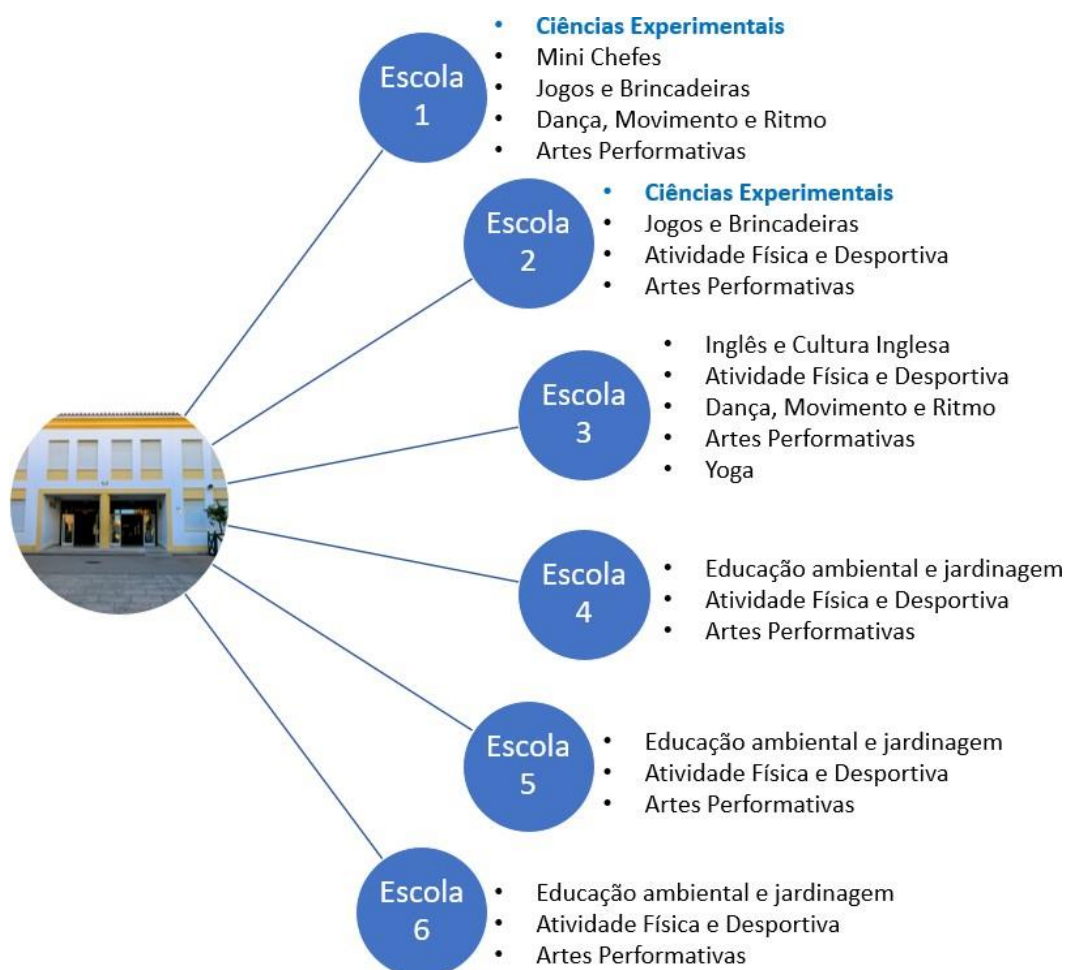 Escola
1
• Ciências Experimentais
• Mini Chefes
• Jogos e Brincadeiras
• Dança, Movimento e Ritmo
• Artes Performativas
Escola
2
• Ciências Experimentais
• Jogos e Brincadeiras
• Atividade Física e Desportiva
• Artes Performativas
Escola
3
• Inglês e Cultura Inglesa
• Atividade Física e Desportiva
• Dança, Movimento e Ritmo
• Artes Performativas
• Yoga
Escola
4
• Educação ambiental e jardinagem
• Atividade Física e Desportiva
• Artes Performativas
Escola
5
• Educação ambiental e jardinagem
• Atividade Física e Desportiva
• Artes Performativas
Escola
6
• Educação ambiental e jardinagem
• Atividade Física e Desportiva
• Artes Performativas